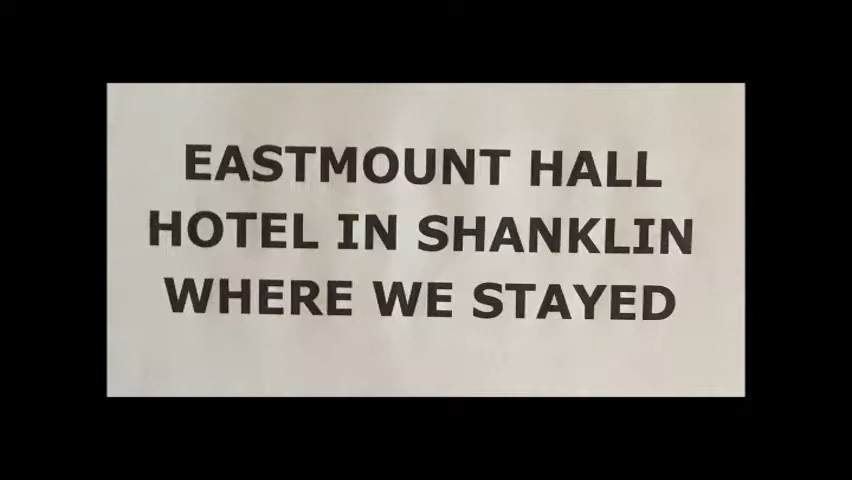 EASTMOUNT HALL
HOTEL IN SHANKLIN
WHERE WE STAYED